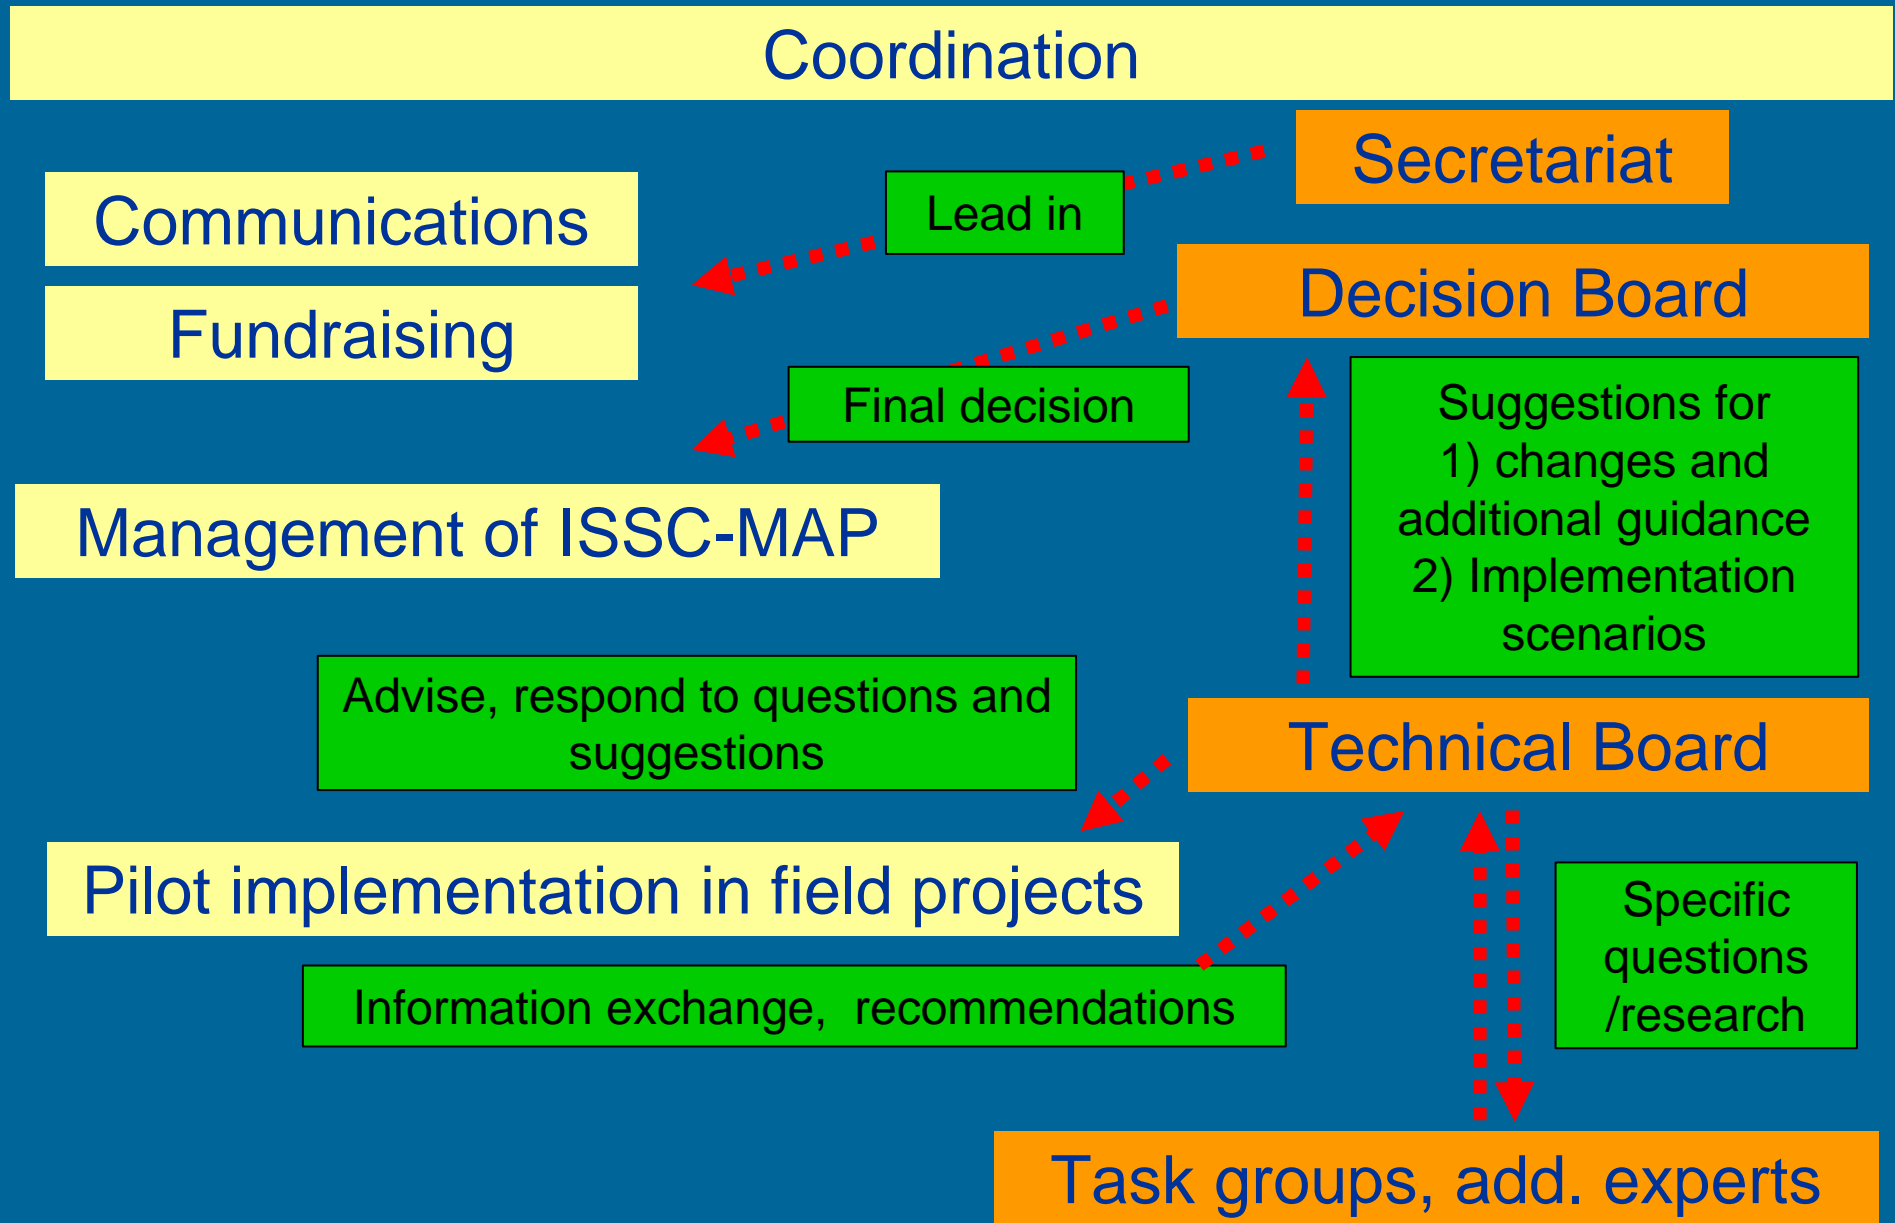 Coordination
Secretariat
Communications
Lead in
Decision Board
Fundraising
Final decision
Suggestions for
1) changes and
additional guidance
2) Implementation
scenarios
Management of ISSC-MAP
Advise, respond to questions and
suggestions
Technical Board
Pilot implementation in field projects
Specific
questions
/research
Information exchange,  recommendations
Task groups, add. experts